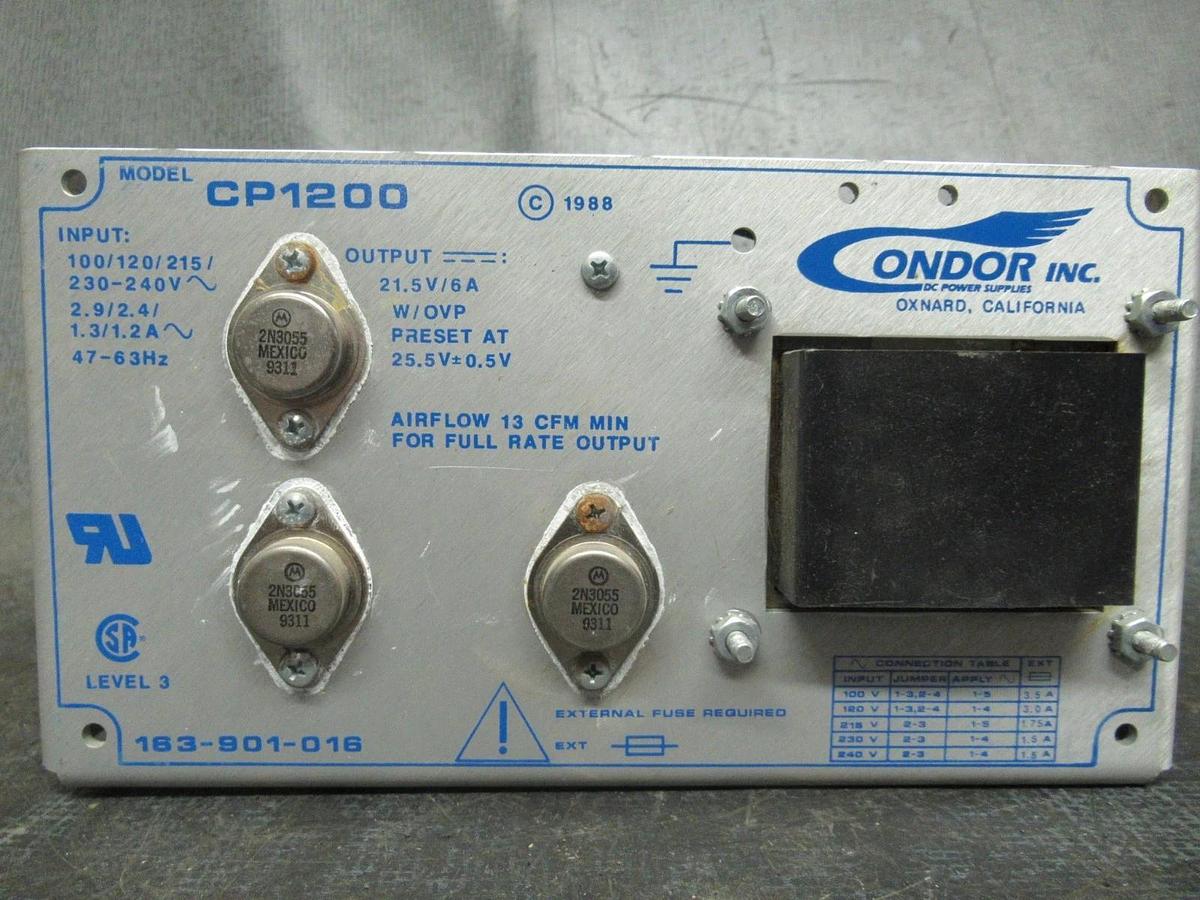 MODEL CP1200
© 1988
INPUT:
100/120/215/
230-240V
2.9/2.4/
1.3/1.2A
47-63Hz
OUTPUT :
21.5V/6A
W/OVP
PRESET AT
25.5V±0.5V
AIRFLOW 13 CFM MIN
FOR FULL RATE OUTPUT
CONDOR INC.
DC POWER SUPPLIES
OXNARD, CALIFORNIA
M
2N3055
MEXICO
9311
M
2N3055
MEXICO
9311
M
2N3055
MEXICO
9311
RU
CSA ®
LEVEL 3
163-901-016
!
EXTERNAL FUSE REQUIRED
EXT
CONNECTION TABLE EXT
INPUT JUMPER APPLY
100 V 1-3,2-4 1-5 3.5 A
120 V 1-3,2-4 1-4 3.0 A
215 V 2-3 1-5 1.75A
230 V 2-3 1-4 1.5 A
240 V 2-3 1-4 1.5 A